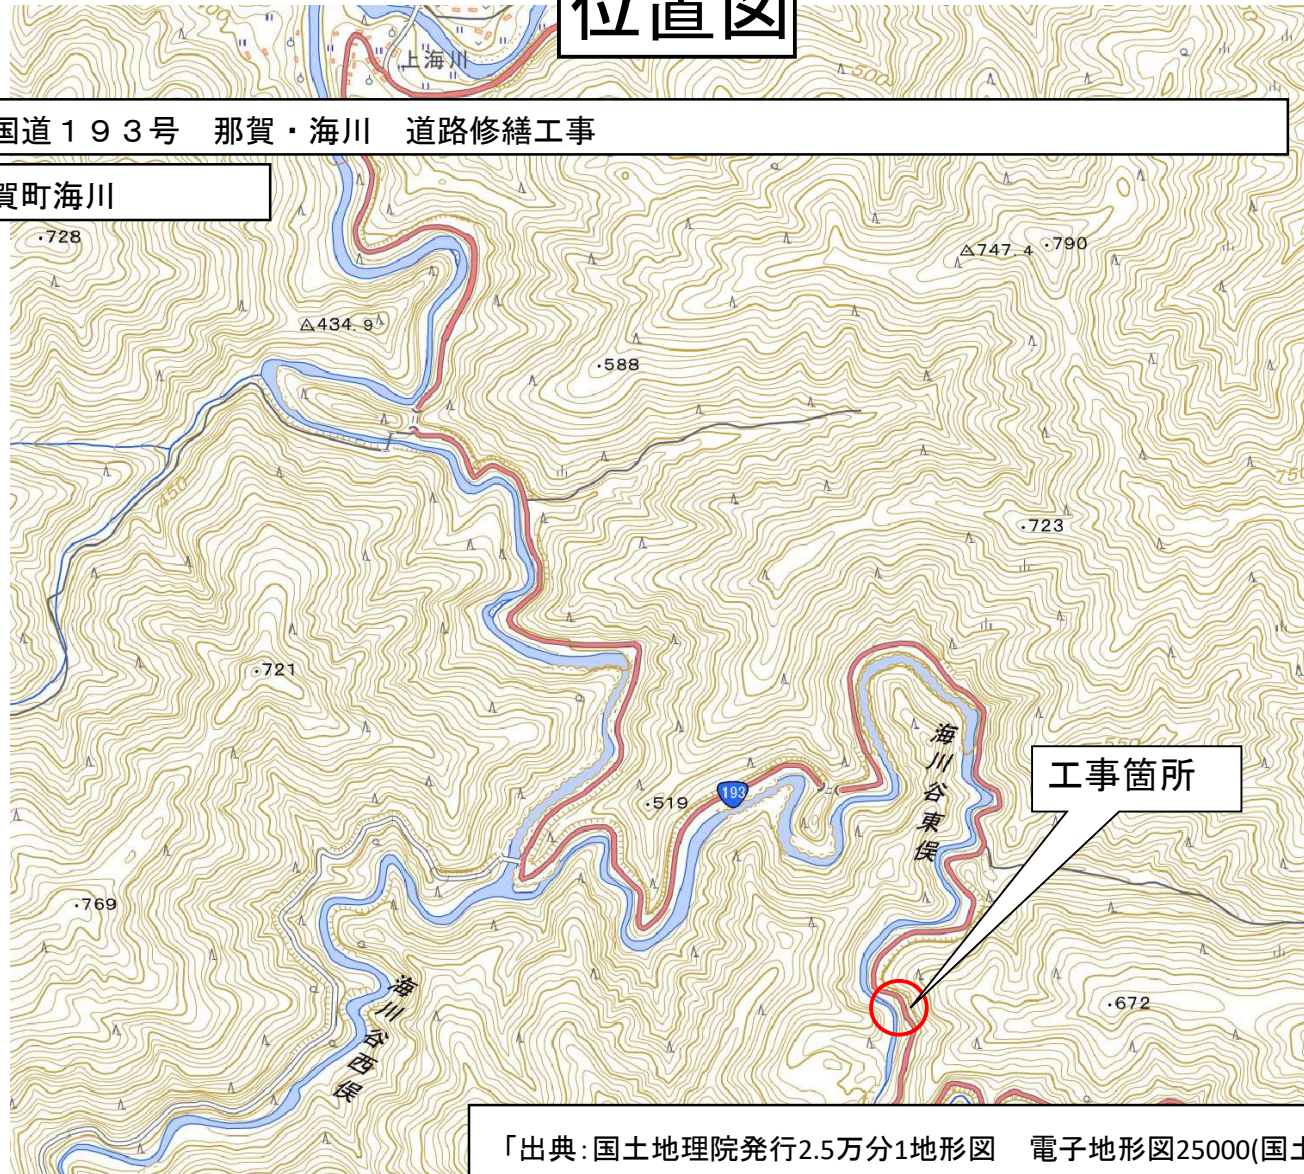 位置図
上海川
500
国道193号 那賀・海川 道路修繕工事
賀町海川
728
747.4
790
434.9
588
450
750
723
721
海川谷東俣
工事箇所
193
519
769
海川谷西俣
672
「出典:国土地理院発行2.5万分1地形図 電子地形図25000(国土